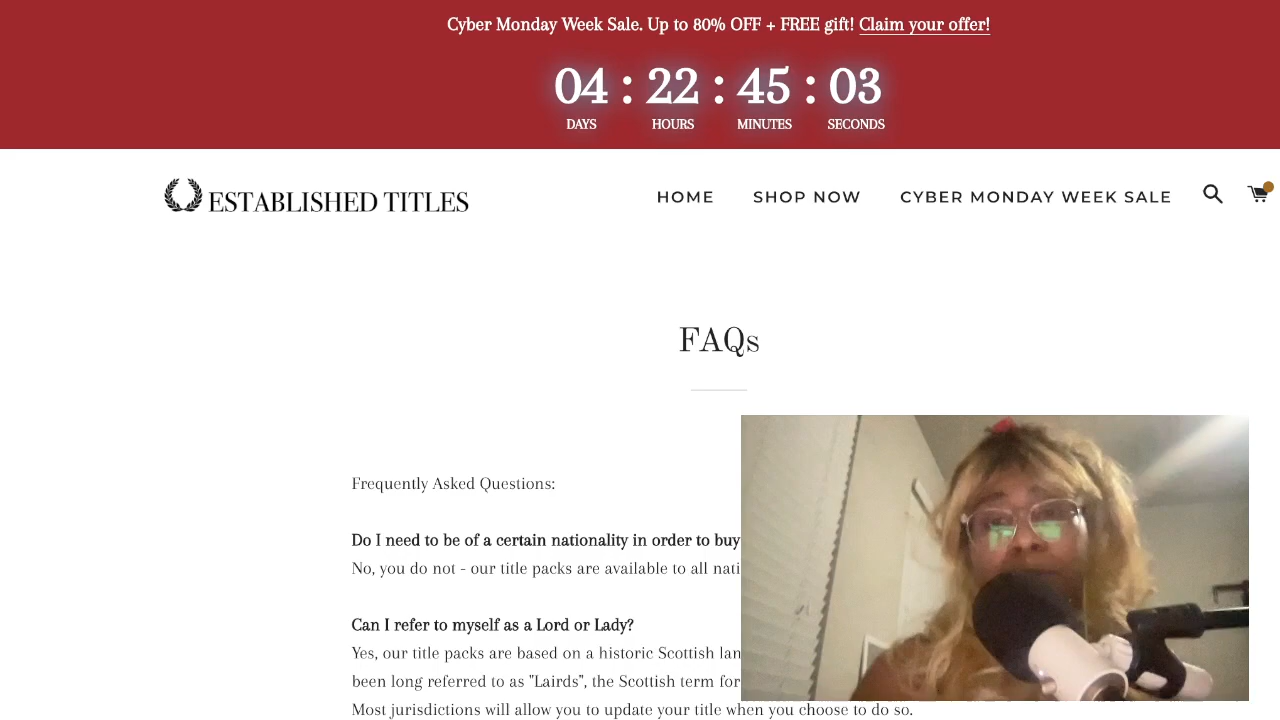 Cyber Monday Week Sale. Up to 80% OFF + FREE gift! Claim your offer!
04 : 22 : 45 : 03
DAYS HOURS MINUTES SECONDS
ESTABLISHED TITLES
HOME SHOP NOW CYBER MONDAY WEEK SALE
FAQs
Frequently Asked Questions:
Do I need to be of a certain nationality in order to buy
No, you do not - our title packs are available to all nati
Can I refer to myself as a Lord or Lady?
Yes, our title packs are based on a historic Scottish lan
been long referred to as "Lairds", the Scottish term for
Most jurisdictions will allow you to update your title when you choose to do so.